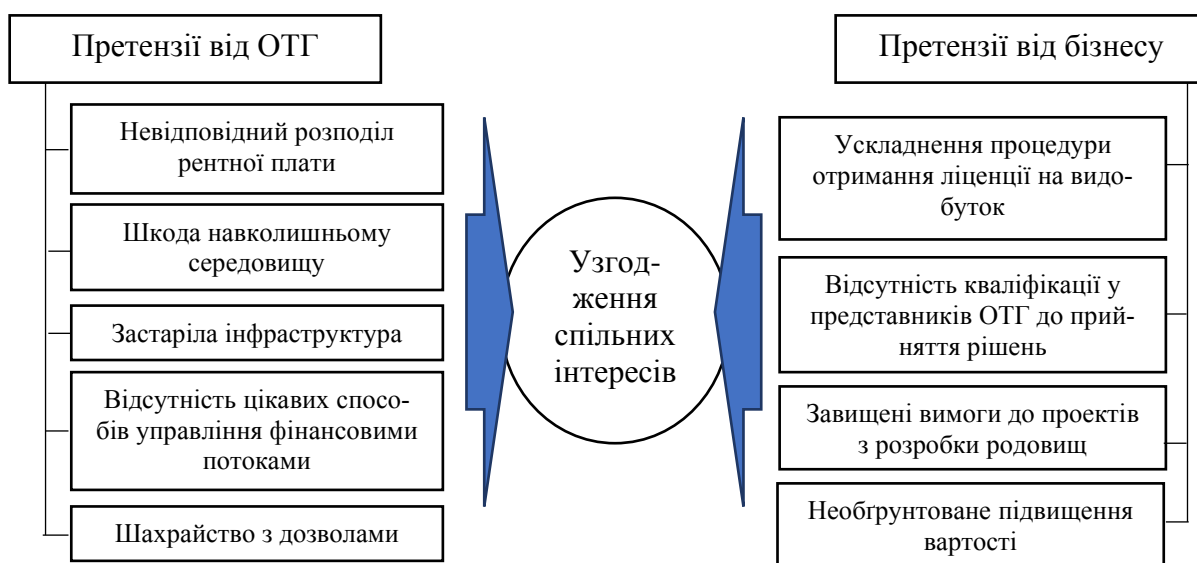 Претензії від ОТГ
Невідповідний розподіл
рентної плати
Шкода навколишньому
середовищу
Застаріла інфраструктура
Відсутність цікавих спосо-
бів управління фінансовими
потоками
Шахрайство з дозволами
Узгод-
ження
спільних
інтересів
Претензії від бізнесу
Ускладнення процедури
отримання ліценції на видо-
буток
Відсутність кваліфікації у
представників ОТГ до прий-
няття рішень
Завищені вимоги до проектів
з розробки родовищ
Необґрунтоване підвищення
вартості